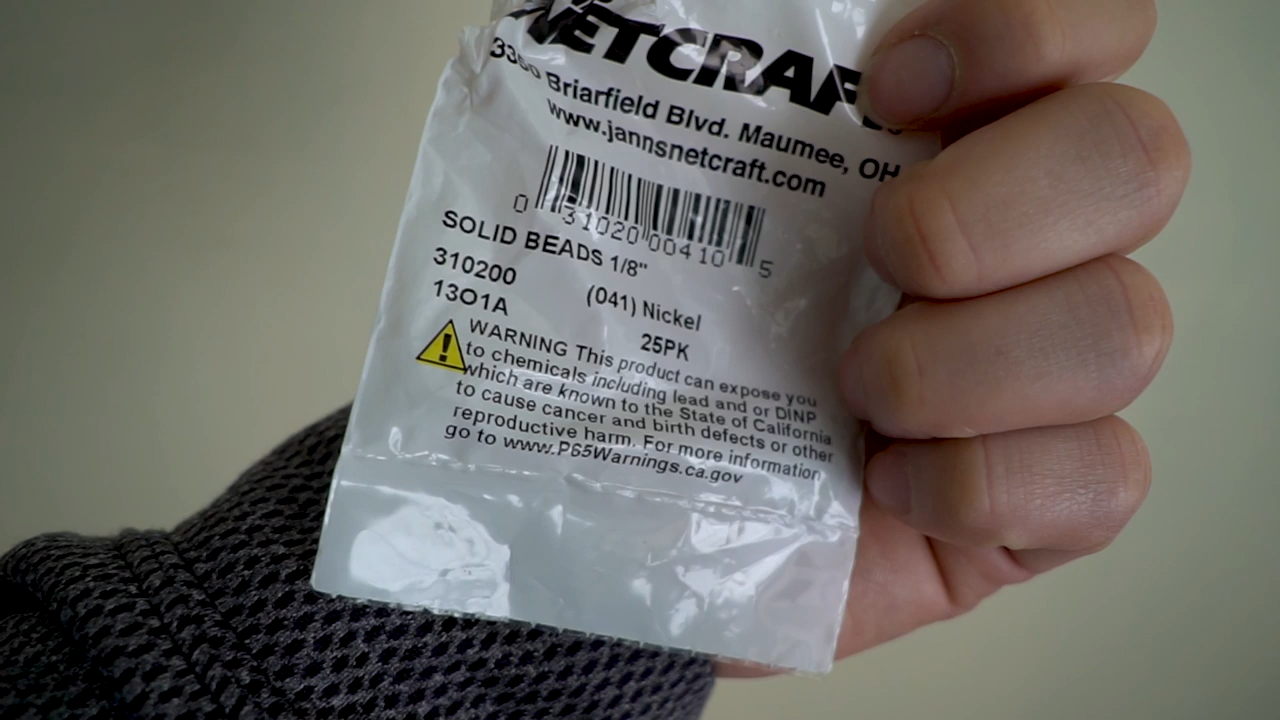 NETCRAFT
3350 Briarfield Blvd. Maumee, OH
www.jannsnetcraft.com
0 31020 00410 5
SOLID BEADS 1/8"
310200
(041) Nickel
13O1A
25PK
WARNING This product can expose you
to chemicals including lead and or DINP
which are known to the State of California
to cause cancer and birth defects or other
reproductive harm. For more information
go to www.P65Warnings.ca.gov